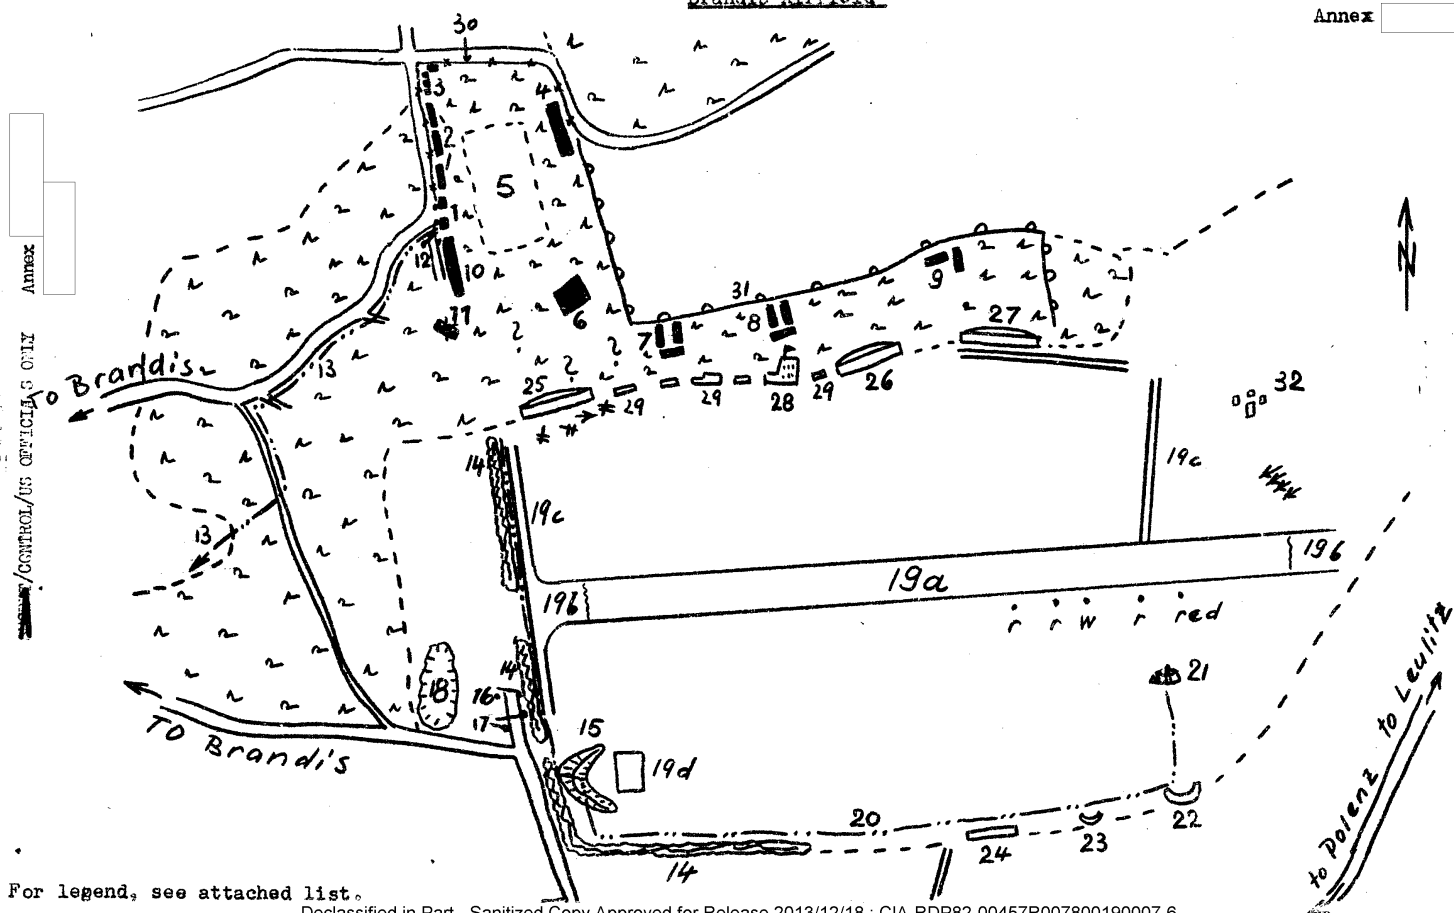 Brandis Airfield
Annex
30
3
4
2
1
5
1
12
10
11
6
31
9
7
8
27
N
To Brandis
13
25
29
29
28
29
26
32
14
19c
19c
13
19b
19a
19b
r r w r red
14
18
16
17
21
TO Brandis
15
19d
20
22
23
24
14
to Polenz to Leulitz
Annex
/CONTROL/US OFFICIALS ONLY
For legend, see attached list.
Declassified in Part - Sanitized Copy Approved for Release 2013/12/18 : CIA-RDP82-00457R007800190007-6